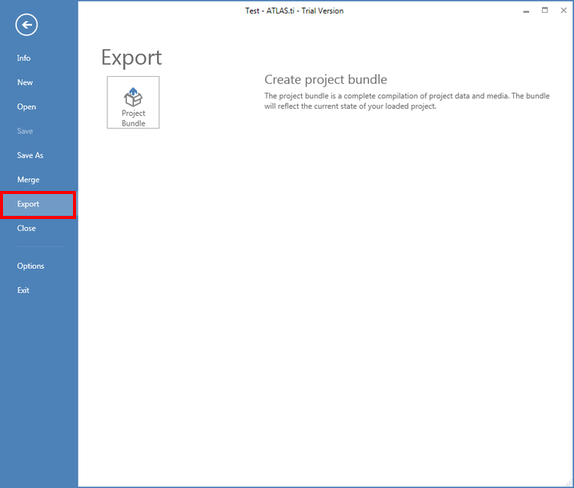 Test - ATLAS.ti - Trial Version
Info
New
Open
Save
Save As
Merge
Export
Close
Options
Exit
Export
Project
Bundle
Create project bundle
The project bundle is a complete compilation of project data and media. The bundle
will reflect the current state of your loaded project.